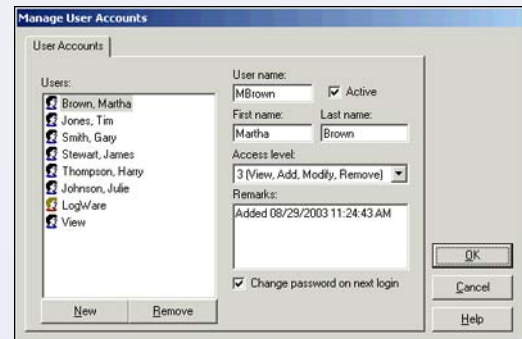 Manage User Accounts
User Accounts
Users:
Brown, Martha
Jones, Tim
Smith, Gary
Stewart, James
Thompson, Harry
Johnson, Julie
LogWare
View
New
Remove
User name:
MBrown
Active
First name:
Last name:
Martha
Brown
Access level:
3 (View, Add, Modify, Remove)
Remarks:
Added 08/29/2003 11:24:43 AM
Change password on next login
OK
Cancel
Help